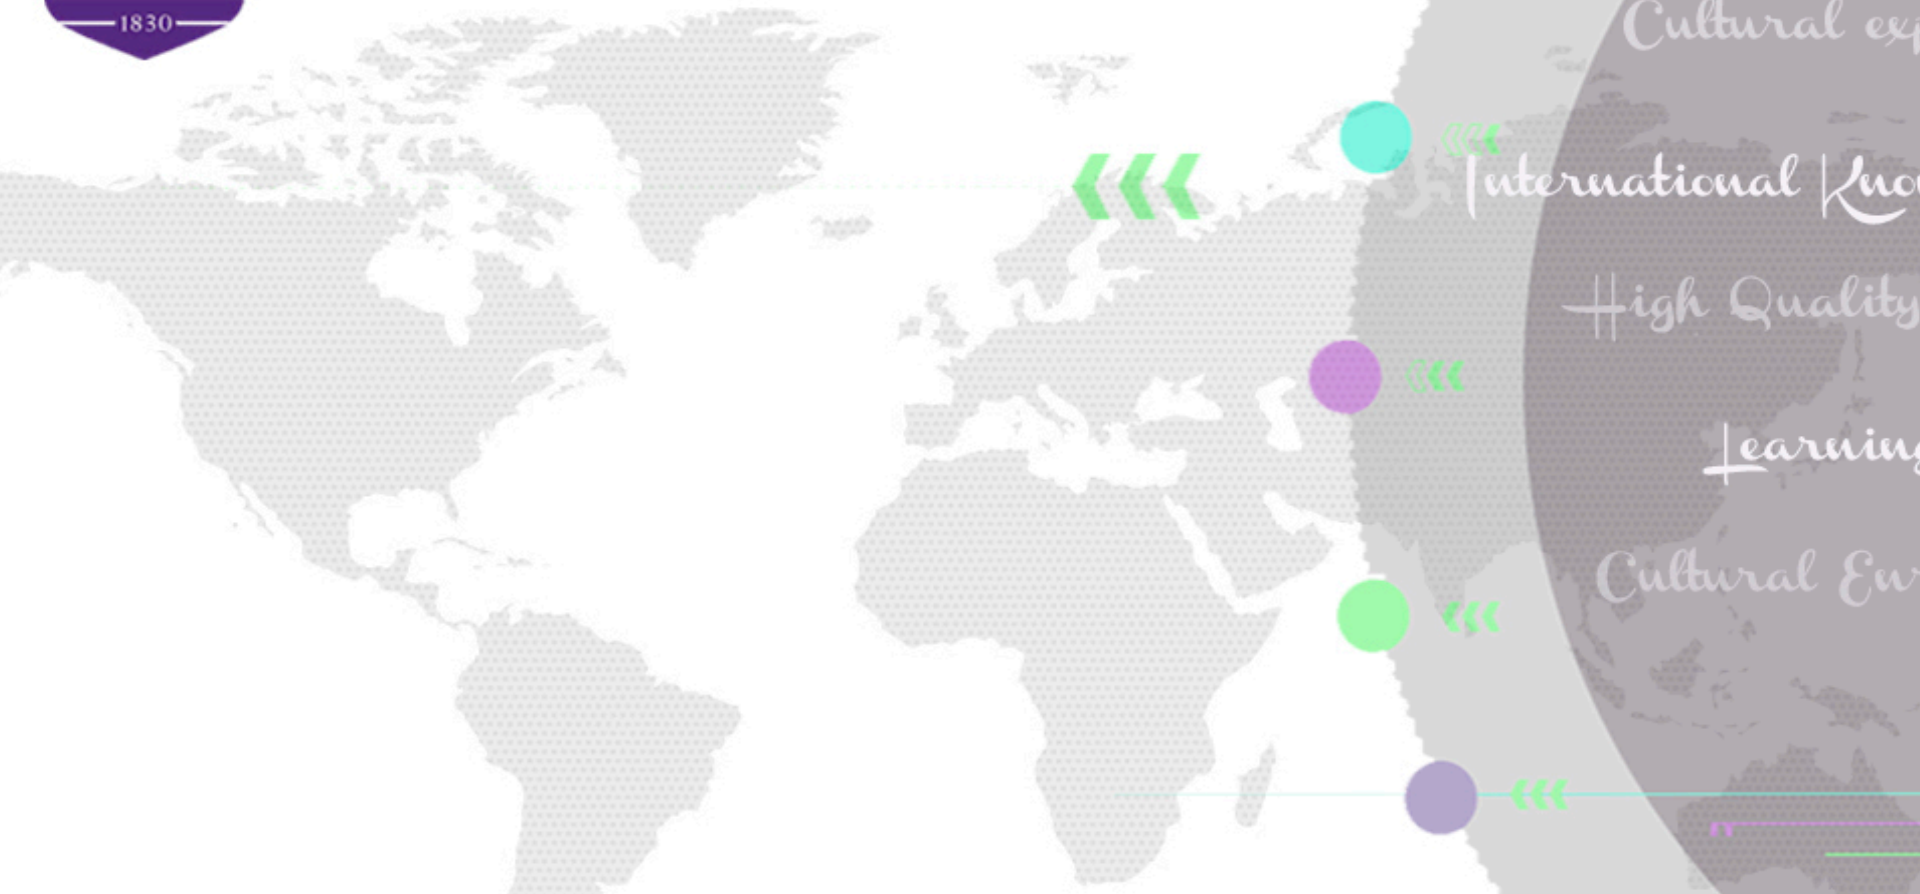 1830
Cultural
International
High Quality
Learning
Cultural